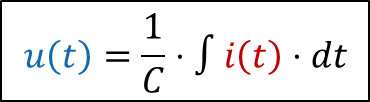 u(t) = 1/C · ∫ i(t) · dt